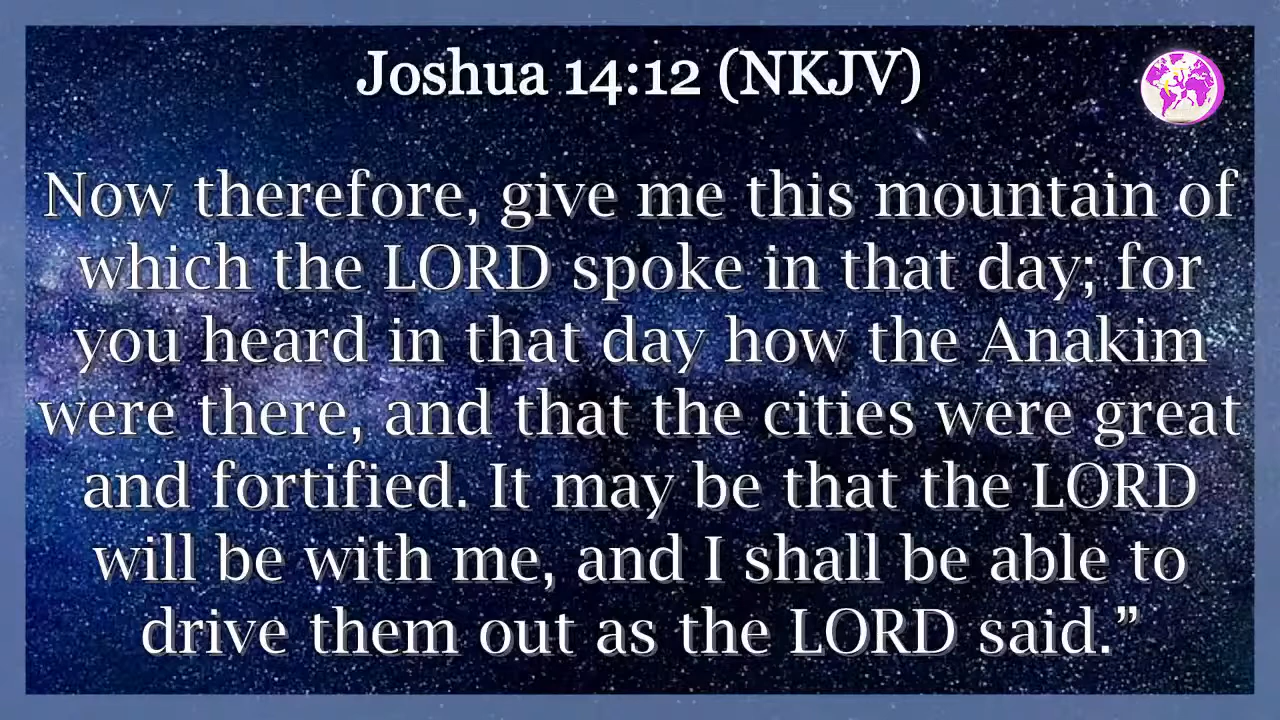 Joshua 14:12 (NKJV)
Now therefore, give me this mountain of
which the LORD spoke in that day; for
you heard in that day how the Anakim
were there, and that the cities were great
and fortified. It may be that the LORD
will be with me, and I shall be able to
drive them out as the LORD said.”